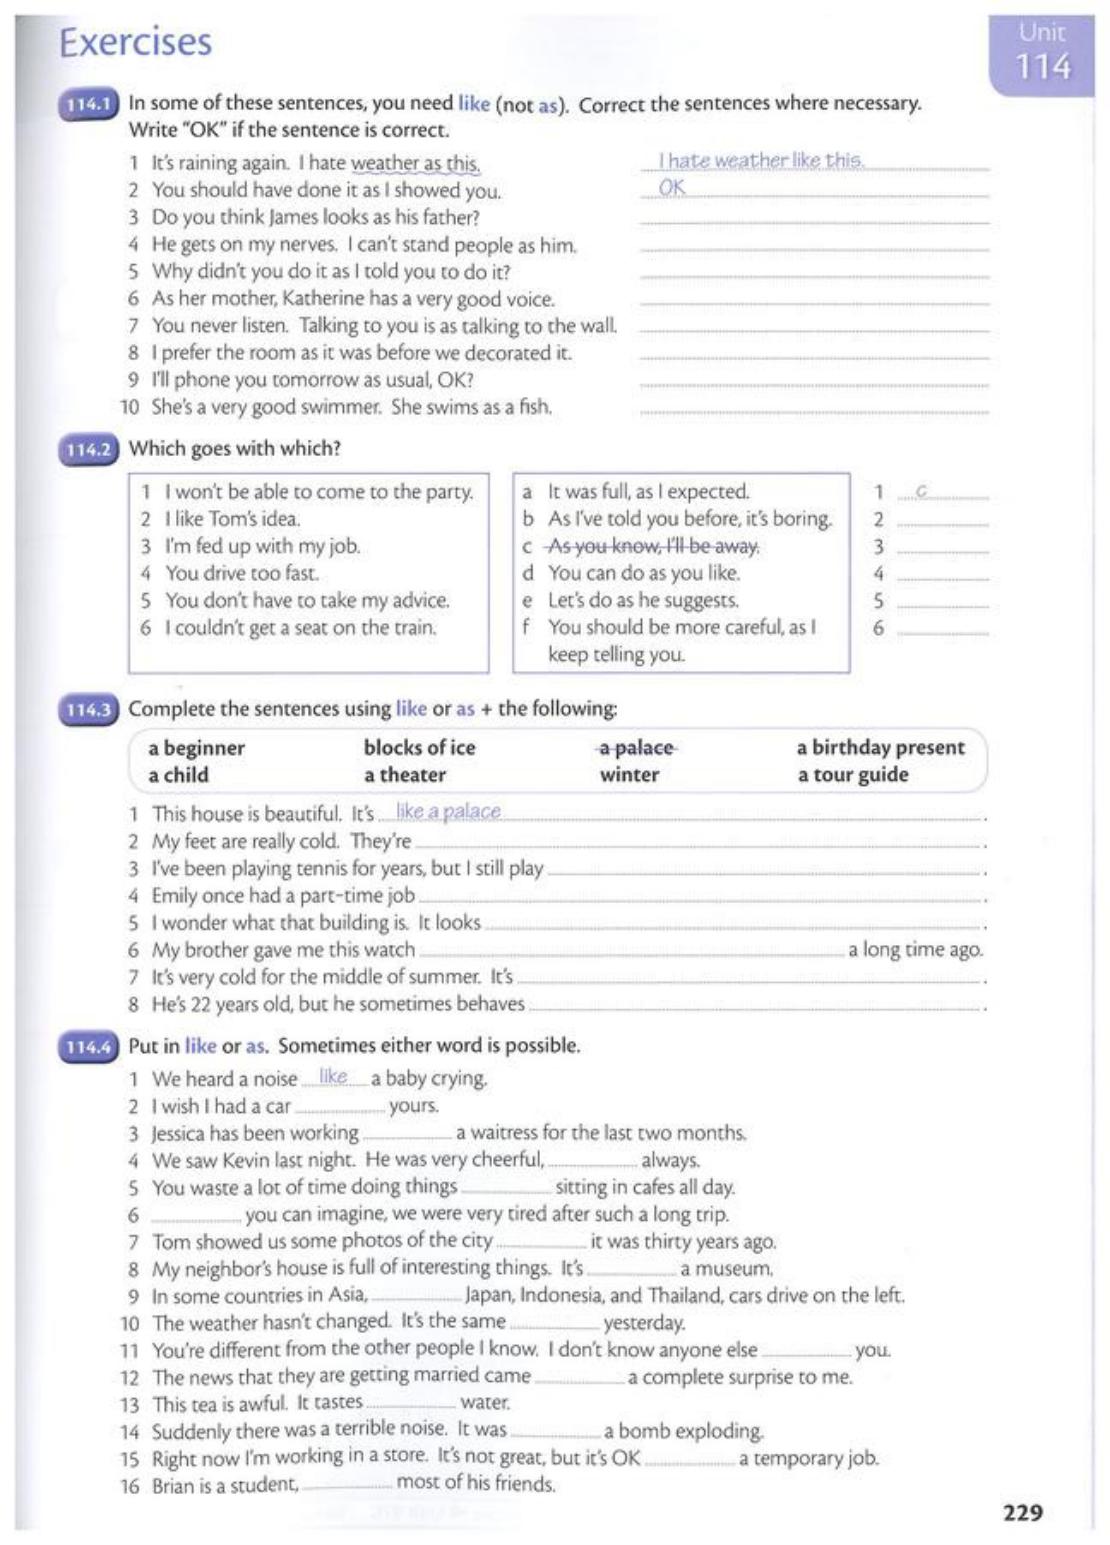 Exercises
Unit
114
114.1 In some of these sentences, you need like (not as). Correct the sentences where necessary.
Write "OK" if the sentence is correct.
1 It's raining again. I hate weather as this. I hate weather like this.
2 You should have done it as I showed you. OK
3 Do you think James looks as his father?
4 He gets on my nerves. I can't stand people as him.
5 Why didn't you do it as I told you to do it?
6 As her mother, Katherine has a very good voice.
7 You never listen. Talking to you is as talking to the wall.
8 I prefer the room as it was before we decorated it.
9 I'll phone you tomorrow as usual, OK?
10 She's a very good swimmer. She swims as a fish.
114.2 Which goes with which?
1 I won't be able to come to the party. a It was full, as I expected. 1 c
2 I like Tom's idea. b As I've told you before, it's boring. 2
3 I'm fed up with my job. c As you know, I'll be away. 3
4 You drive too fast. d You can do as you like. 4
5 You don't have to take my advice. e Let's do as he suggests. 5
6 I couldn't get a seat on the train. f You should be more careful, as I 6
keep telling you.
114.3 Complete the sentences using like or as + the following:
a beginner blocks of ice a palace a birthday present
a child a theater winter a tour guide
1 This house is beautiful. It's like a palace .
2 My feet are really cold. They're .
3 I've been playing tennis for years, but I still play .
4 Emily once had a part-time job .
5 I wonder what that building is. It looks .
6 My brother gave me this watch a long time ago.
7 It's very cold for the middle of summer. It's .
8 He's 22 years old, but he sometimes behaves .
114.4 Put in like or as. Sometimes either word is possible.
1 We heard a noise like a baby crying.
2 I wish I had a car yours.
3 Jessica has been working a waitress for the last two months.
4 We saw Kevin last night. He was very cheerful, always.
5 You waste a lot of time doing things sitting in cafes all day.
6 you can imagine, we were very tired after such a long trip.
7 Tom showed us some photos of the city it was thirty years ago.
8 My neighbor's house is full of interesting things. It's a museum.
9 In some countries in Asia, Japan, Indonesia, and Thailand, cars drive on the left.
10 The weather hasn't changed. It's the same yesterday.
11 You're different from the other people I know. I don't know anyone else you.
12 The news that they are getting married came a complete surprise to me.
13 This tea is awful. It tastes water.
14 Suddenly there was a terrible noise. It was a bomb exploding.
15 Right now I'm working in a store. It's not great, but it's OK a temporary job.
16 Brian is a student, most of his friends.
229